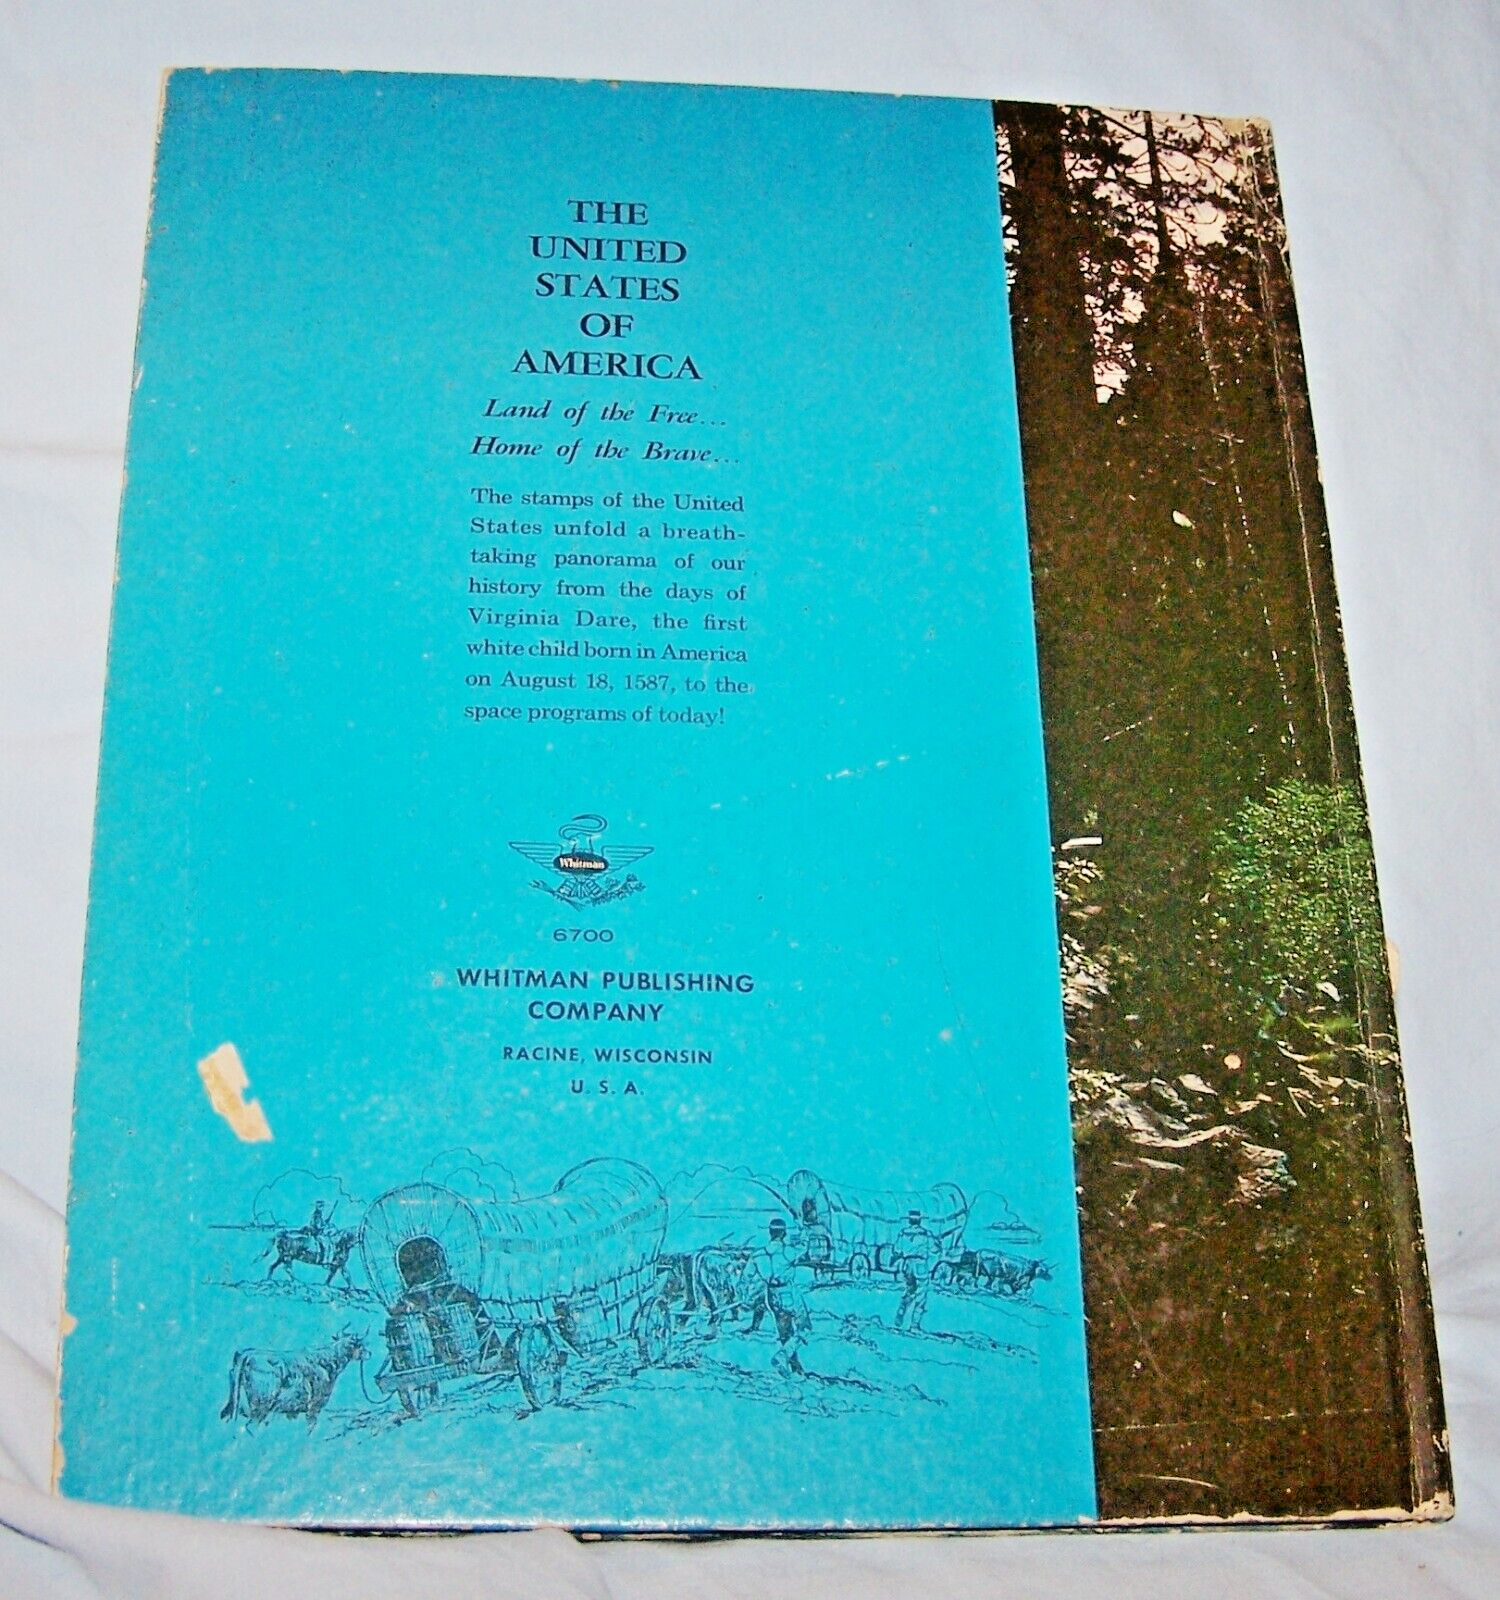 THE
UNITED
STATES
OF
AMERICA
Land of the Free...
Home of the Brave...
The stamps of the United
States unfold a breath-
taking panorama of our
history from the days of
Virginia Dare, the first
white child born in America
on August 18, 1587, to the
space programs of today!
Whitman
6700
WHITMAN PUBLISHING
COMPANY
RACINE, WISCONSIN
U. S. A.